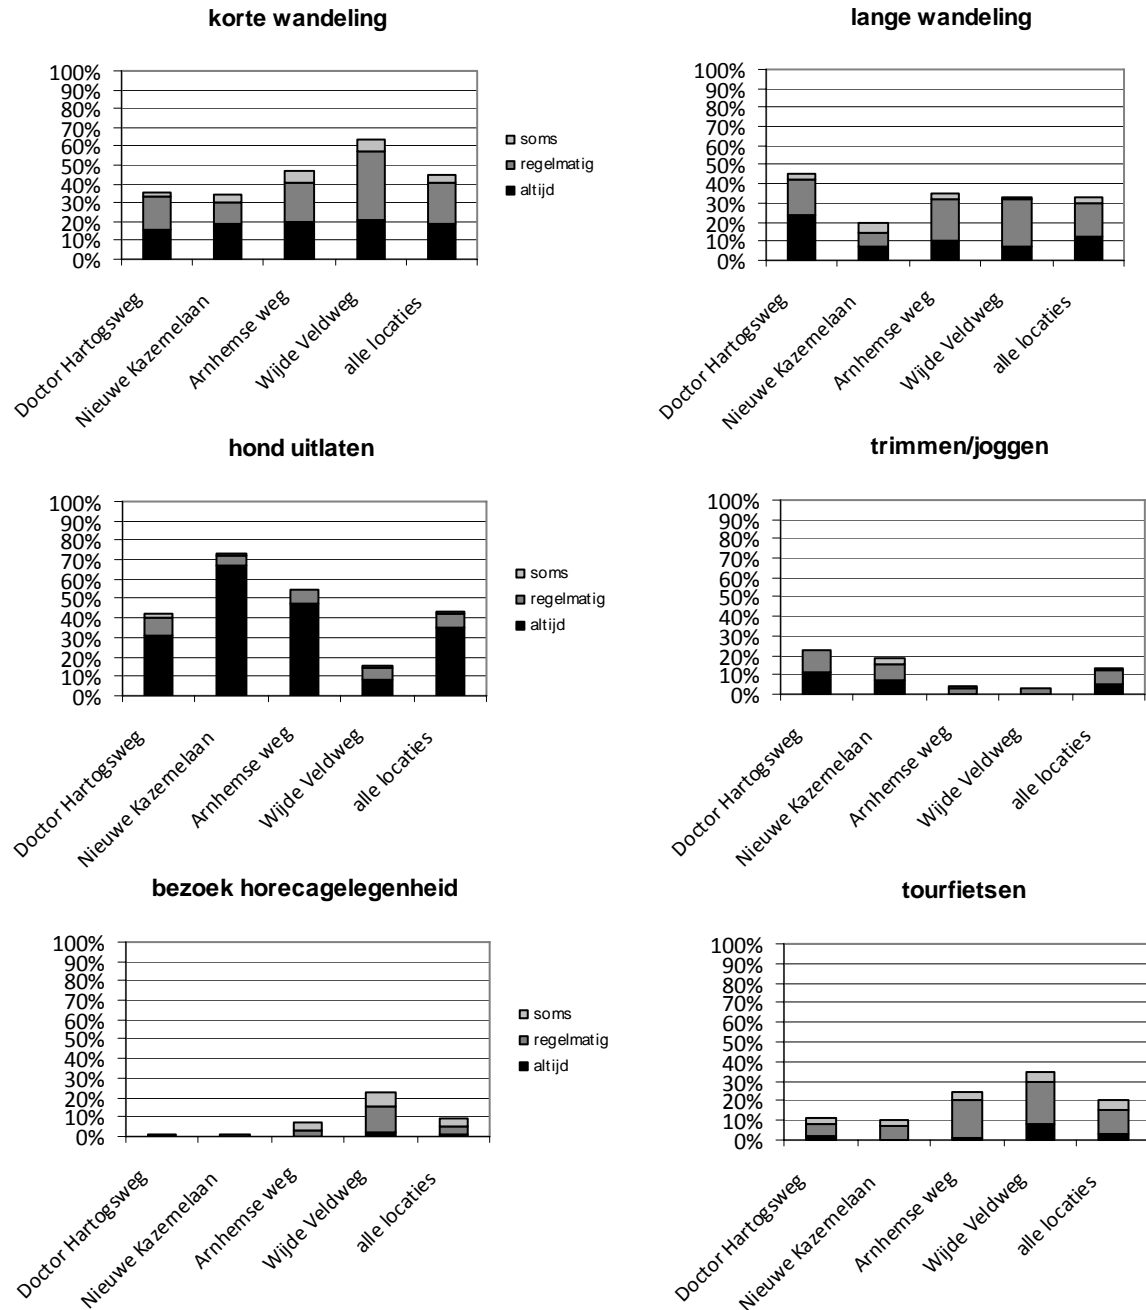 korte wandeling
100%
90%
80%
70%
60%
50%
40%
30%
20%
10%
0%
soms
regelmatig
altijd
Doctor Hartogsweg
Nieuwe Kazernelaan
Arnhemse weg
Wijde Veldweg
alle locaties
lange wandeling
100%
90%
80%
70%
60%
50%
40%
30%
20%
10%
0%
Doctor Hartogsweg
Nieuwe Kazernelaan
Arnhemse weg
Wijde Veldweg
alle locaties
hond uitlaten
100%
90%
80%
70%
60%
50%
40%
30%
20%
10%
0%
soms
regelmatig
altijd
Doctor Hartogsweg
Nieuwe Kazernelaan
Arnhemse weg
Wijde Veldweg
alle locaties
trimmen/joggen
100%
90%
80%
70%
60%
50%
40%
30%
20%
10%
0%
Doctor Hartogsweg
Nieuwe Kazernelaan
Arnhemse weg
Wijde Veldweg
alle locaties
bezoek horecagelegenheid
100%
90%
80%
70%
60%
50%
40%
30%
20%
10%
0%
soms
regelmatig
altijd
Doctor Hartogsweg
Nieuwe Kazernelaan
Arnhemse weg
Wijde Veldweg
alle locaties
tourfietsen
100%
90%
80%
70%
60%
50%
40%
30%
20%
10%
0%
Doctor Hartogsweg
Nieuwe Kazernelaan
Arnhemse weg
Wijde Veldweg
alle locaties